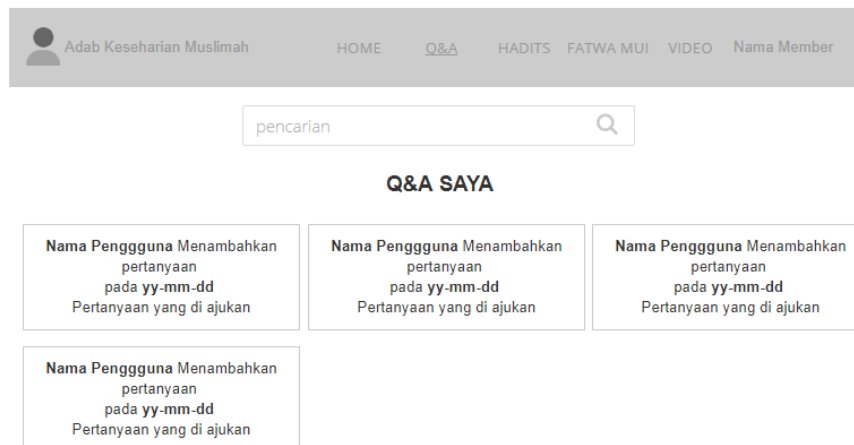 Adab Keseharian Muslimah HOME Q&A HADITS FATWA MUI VIDEO Nama Member
pencarian
Q&A SAYA
Nama Penggguna Menambahkan
pertanyaan
pada yy-mm-dd
Pertanyaan yang di ajukan
Nama Penggguna Menambahkan
pertanyaan
pada yy-mm-dd
Pertanyaan yang di ajukan
Nama Penggguna Menambahkan
pertanyaan
pada yy-mm-dd
Pertanyaan yang di ajukan
Nama Penggguna Menambahkan
pertanyaan
pada yy-mm-dd
Pertanyaan yang di ajukan